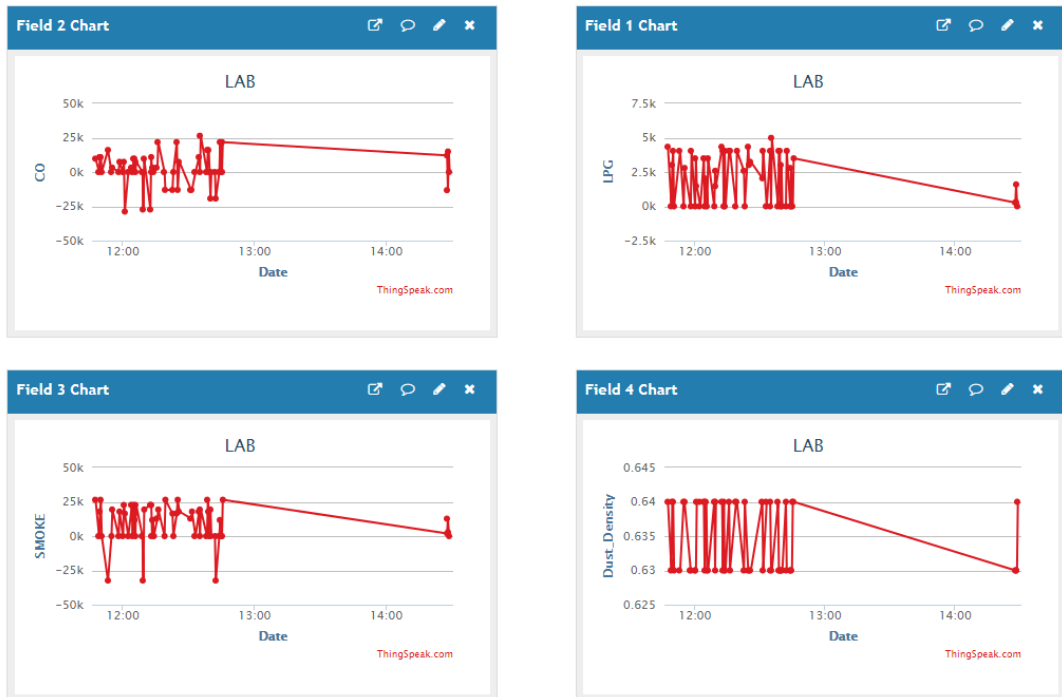 Field 2 Chart
LAB
50k
25k
0k
−25k
−50k
CO
12:00 13:00 14:00
Date
ThingSpeak.com
Field 1 Chart
LAB
7.5k
5k
2.5k
0k
−2.5k
LPG
12:00 13:00 14:00
Date
ThingSpeak.com
Field 3 Chart
LAB
50k
25k
0k
−25k
−50k
SMOKE
12:00 13:00 14:00
Date
ThingSpeak.com
Field 4 Chart
LAB
0.645
0.64
0.635
0.63
0.625
Dust_Density
12:00 13:00 14:00
Date
ThingSpeak.com